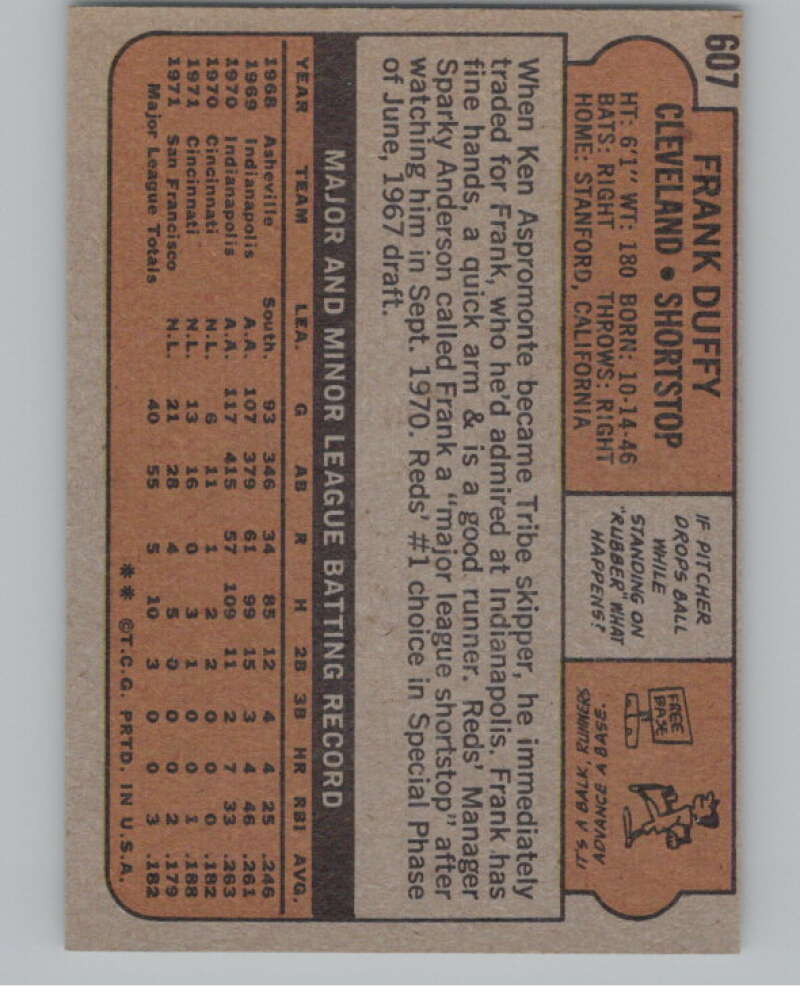 607
FRANK DUFFY
CLEVELAND • SHORTSTOP
HT: 6'1" WT: 180 BORN: 10-14-46
BATS: RIGHT THROWS: RIGHT
HOME: STANFORD, CALIFORNIA
IF PITCHER
DROPS BALL
WHILE
STANDING ON
"RUBBER" WHAT
HAPPENS?
FREE
BASE
IT'S A BALK. RUNNERS
ADVANCE A BASE.
When Ken Aspromonte became Tribe skipper, he immediately
traded for Frank, who he'd admired at Indianapolis. Frank has
fine hands, a quick arm & is a good runner. Reds' Manager
Sparky Anderson called Frank a "major league shortstop" after
watching him in Sept. 1970. Reds' #1 choice in Special Phase
of June, 1967 draft.
MAJOR AND MINOR LEAGUE BATTING RECORD
YEAR TEAM LEA. G AB R H 2B 3B HR RBI AVG.
1968 Asheville South. 93 346 34 85 12 4 4 25 .246
1969 Indianapolis A.A. 107 379 61 99 15 3 4 46 .261
1970 Indianapolis A.A. 117 415 57 109 11 2 7 33 .263
1970 Cincinnati N.L. 6 11 1 2 2 0 0 0 .182
1971 Cincinnati N.L. 13 16 0 3 1 0 0 1 .188
1971 San Francisco N.L. 21 28 4 5 0 0 0 2 .179
Major League Totals 40 55 5 10 3 0 0 3 .182
** ©T.C.G. PRTD. IN U.S.A.